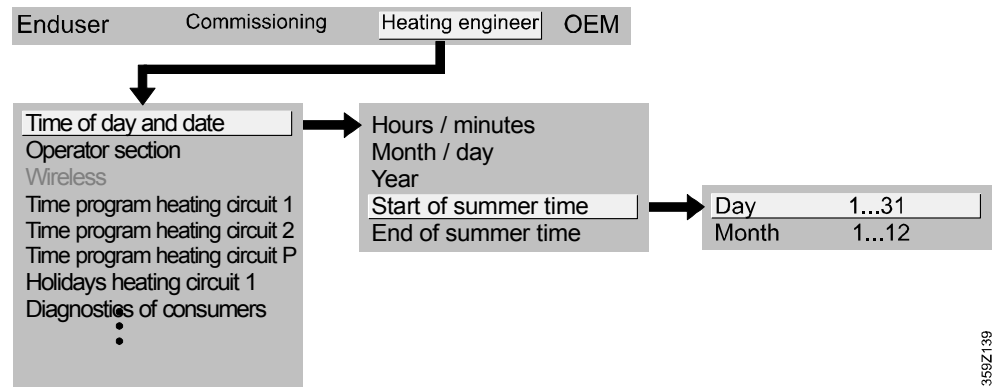 Enduser Commissioning Heating engineer OEM
Time of day and date
Operator section
Wireless
Time program heating circuit 1
Time program heating circuit 2
Time program heating circuit P
Holidays heating circuit 1
Diagnostics of consumers
Hours / minutes
Month / day
Year
Start of summer time
End of summer time
Day 1...31
Month 1...12
359Z139